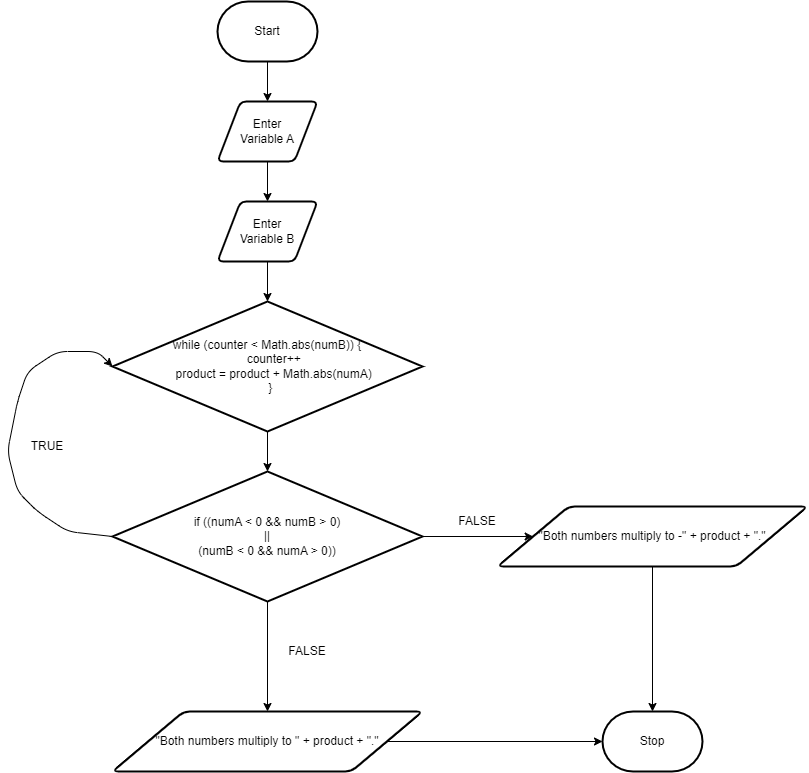 Start
Enter
Variable A
Enter
Variable B
while (counter < Math.abs(numB)) {
counter++
product = product + Math.abs(numA)
}
TRUE
if ((numA < 0 && numB > 0)
||
(numB < 0 && numA > 0))
FALSE
"Both numbers multiply to -" + product + "."
FALSE
"Both numbers multiply to " + product + "."
Stop